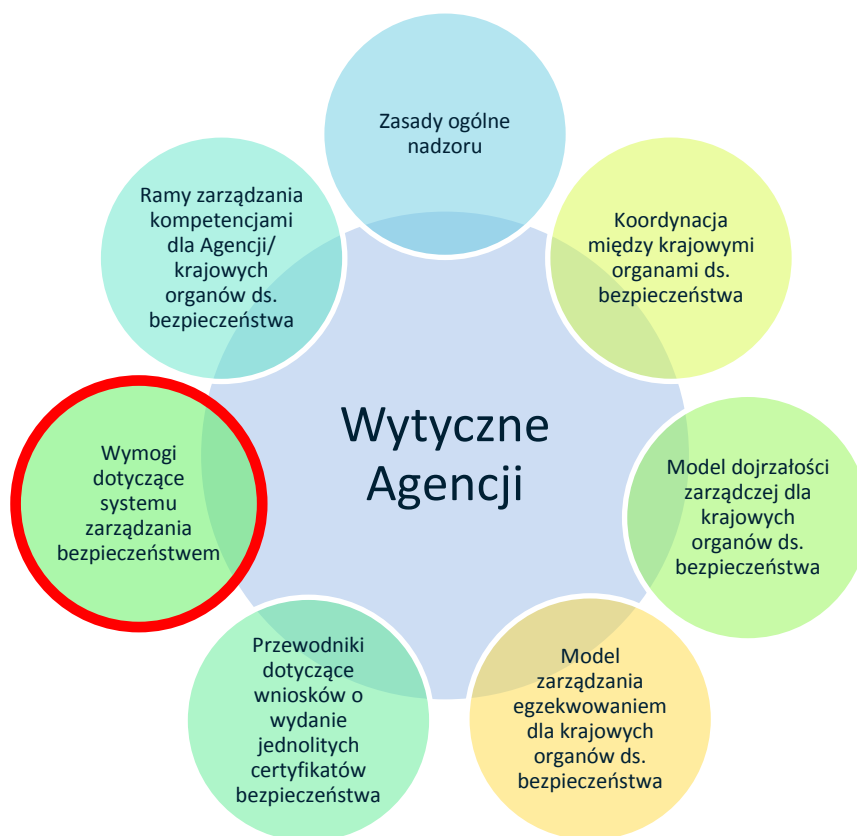 Zasady ogólne
nadzoru
Ramy zarządzania
kompetencjami
dla Agencji/
krajowych
organów ds.
bezpieczeństwa
Koordynacja
między krajowymi
organami ds.
bezpieczeństwa
Wytyczne
Agencji
Wymogi
dotyczące
systemu
zarządzania
bezpieczeństwem
Model dojrzałości
zarządczej dla
krajowych
organów ds.
bezpieczeństwa
Przewodniki
dotyczące
wniosków o
wydanie
jednolitych
certyfikatów
bezpieczeństwa
Model
zarządzania
egzekwowaniem
dla krajowych
organów ds.
bezpieczeństwa